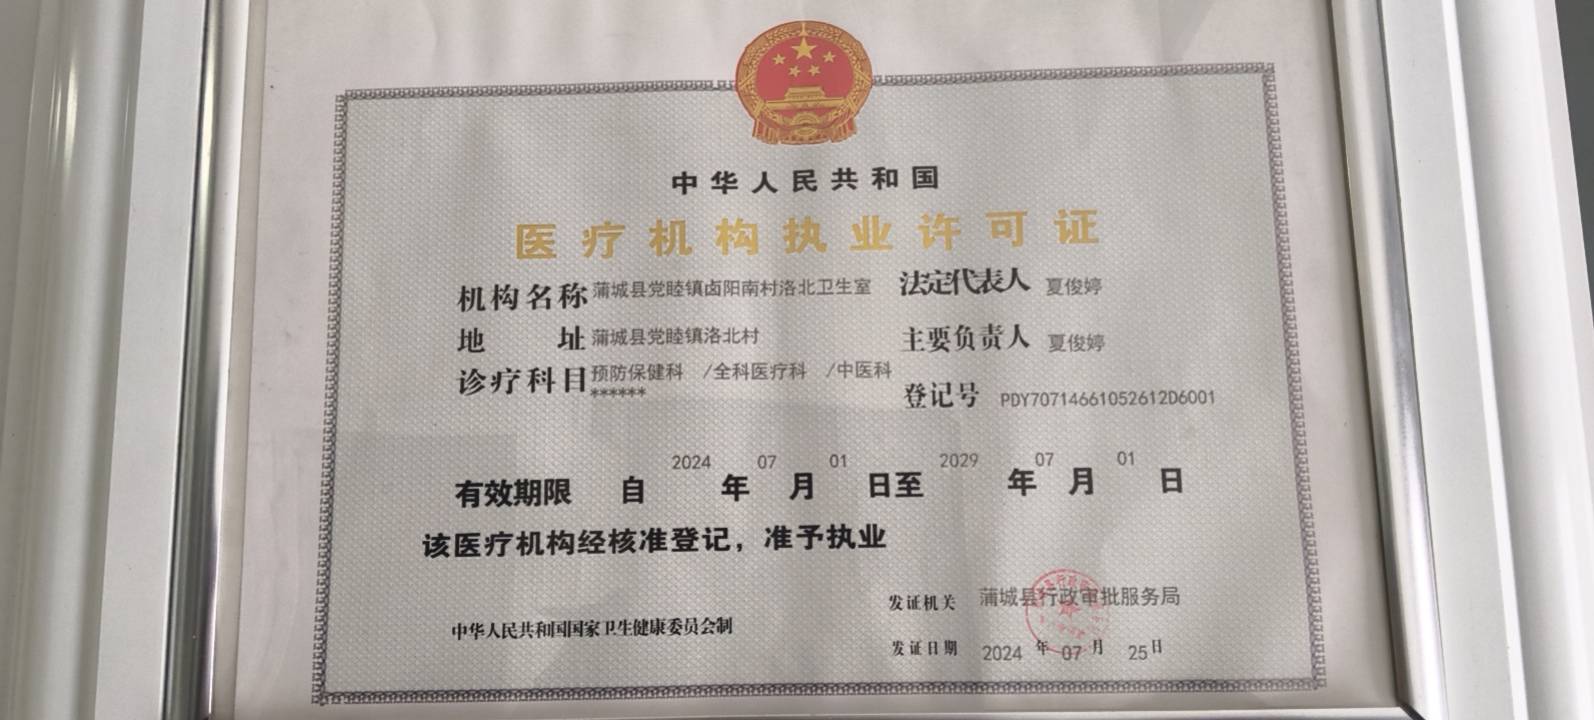 中华人民共和国
医疗机构执业许可证
机构名称 蒲城县党睦镇卤阳南村洛北卫生室 法定代表人 夏俊婷
地 址 蒲城县党睦镇洛北村 主要负责人 夏俊婷
诊疗科目 预防保健科 /全科医疗科 /中医科
****** 登记号 PDY70714661052612D6001
有效期限 自 2024 年 07 月 01 日至 2029 年 07 月 01 日
该医疗机构经核准登记，准予执业
发证机关 蒲城县行政审批服务局
中华人民共和国国家卫生健康委员会制
发证日期 2024 年 07 月 25 日